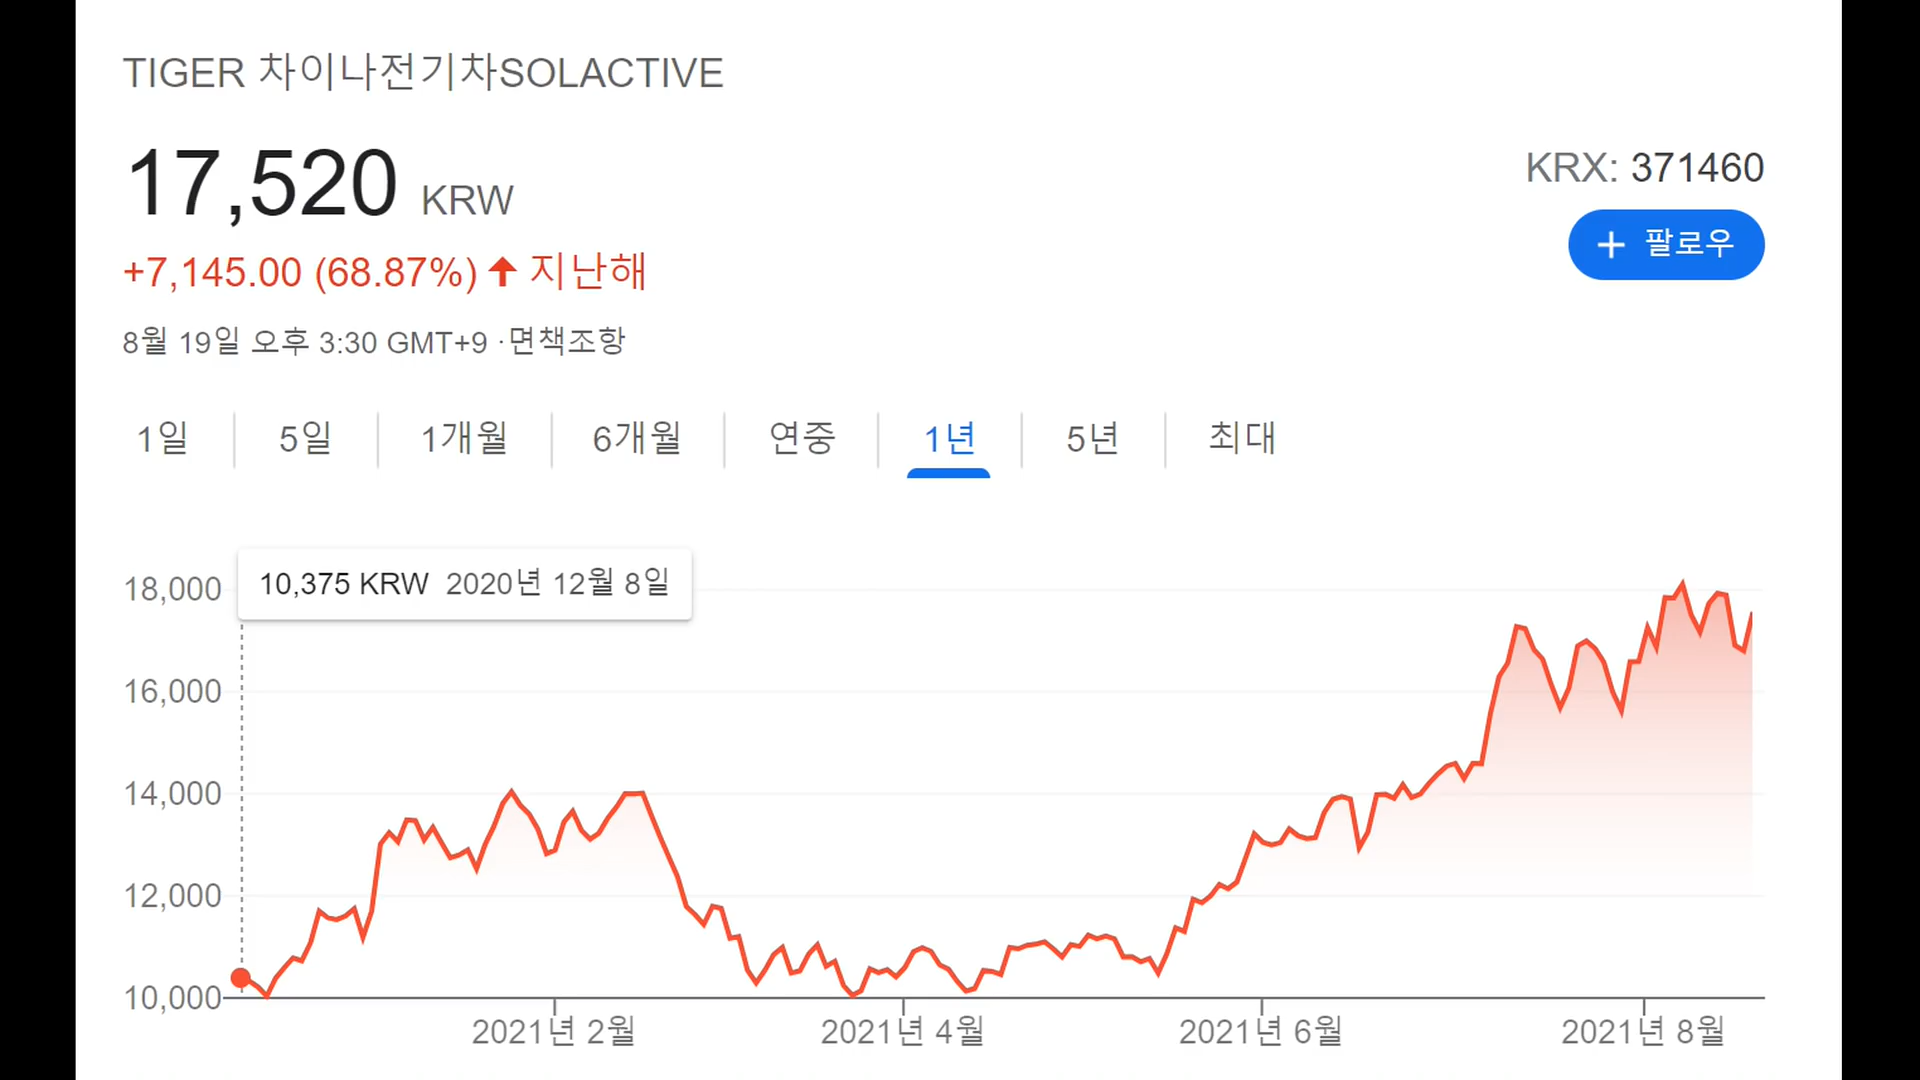 TIGER 차이나전기차SOLACTIVE
17,520 KRW
KRX: 371460
+ 팔로우
+7,145.00 (68.87%) ↑ 지난해
8월 19일 오후 3:30 GMT+9 ·면책조항
1일 5일 1개월 6개월 연중 1년 5년 최대
10,375 KRW 2020년 12월 8일
18,000
16,000
14,000
12,000
10,000
2021년 2월 2021년 4월 2021년 6월 2021년 8월